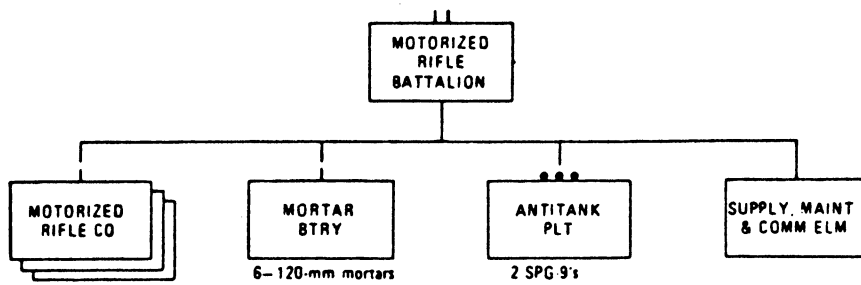 MOTORIZED
RIFLE
BATTALION
MOTORIZED
RIFLE CO
MORTAR
BTRY
6-120-mm mortars
ANTITANK
PLT
2 SPG-9's
SUPPLY, MAINT
& COMM ELM